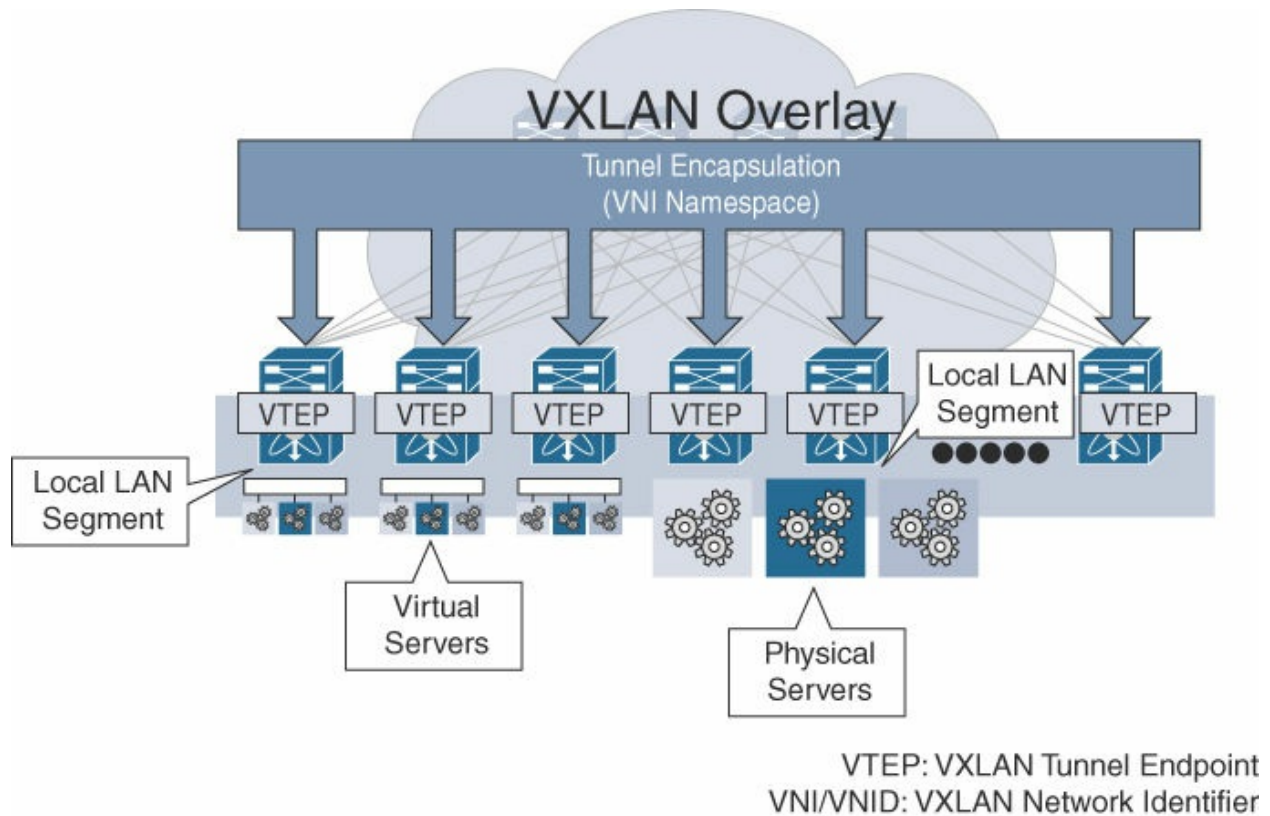 VXLAN Overlay
Tunnel Encapsulation
(VNI Namespace)
VTEP
VTEP
VTEP
VTEP
VTEP
Local LAN
Segment
VTEP
Local LAN
Segment
Virtual
Servers
Physical
Servers
VTEP: VXLAN Tunnel Endpoint
VNI/VNID: VXLAN Network Identifier